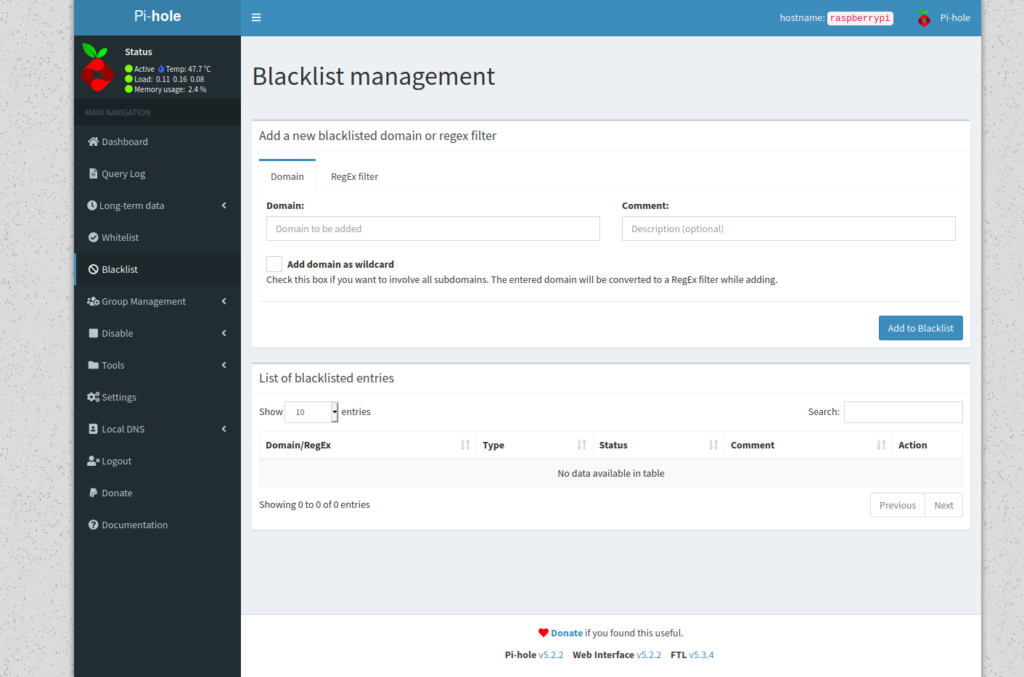 Pi-hole
hostname: raspberrypi
Pi-hole
Status
Active Temp: 47.7 °C
Load: 0.11 0.16 0.08
Memory usage: 2.4 %
MAIN NAVIGATION
Dashboard
Query Log
Long-term data
Whitelist
Blacklist
Group Management
Disable
Tools
Settings
Local DNS
Logout
Donate
Documentation
Blacklist management
Add a new blacklisted domain or regex filter
Domain RegEx filter
Domain: Comment:
Domain to be added Description (optional)
Add domain as wildcard
Check this box if you want to involve all subdomains. The entered domain will be converted to a RegEx filter while adding.
Add to Blacklist
List of blacklisted entries
Show 10 entries Search:
Domain/RegEx Type Status Comment Action
No data available in table
Showing 0 to 0 of 0 entries Previous Next
Donate if you found this useful.
Pi-hole v5.2.2 Web Interface v5.2.2 FTL v5.3.4